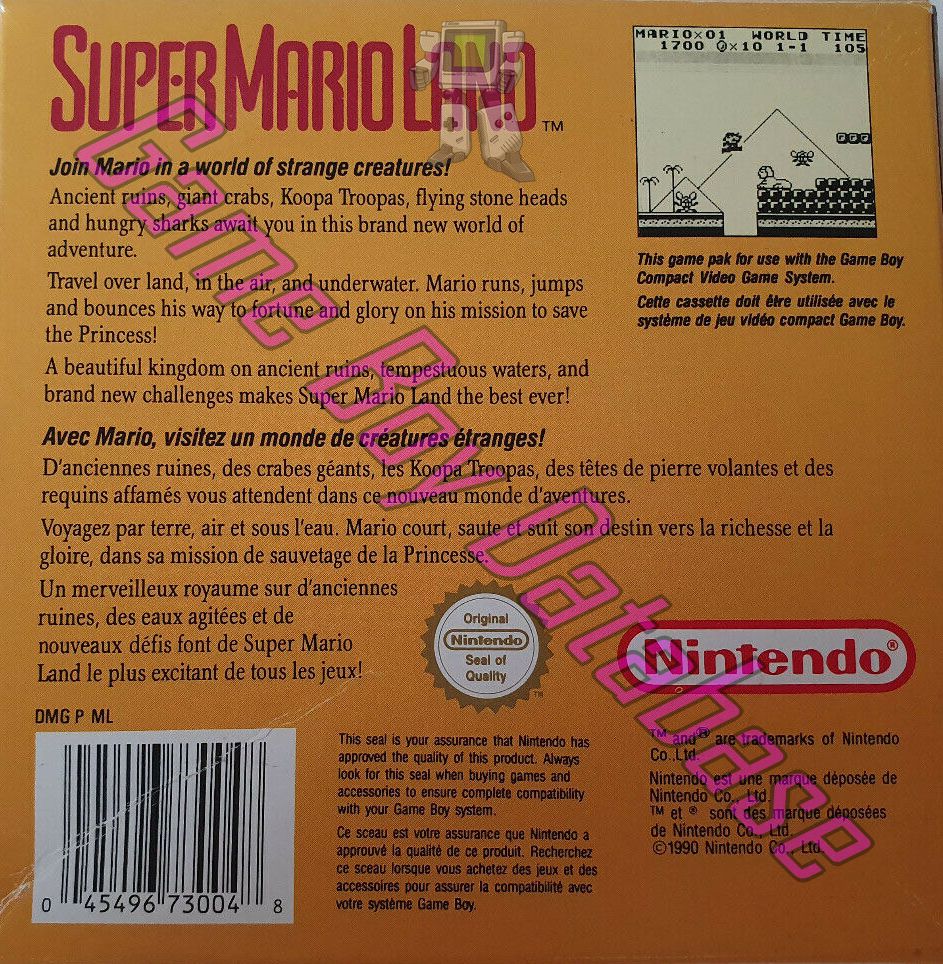 SUPER MARIO LAND™
MARIO×01 WORLD TIME
1700 ×10 1-1 105
Join Mario in a world of strange creatures!
Ancient ruins, giant crabs, Koopa Troopas, flying stone heads
and hungry sharks await you in this brand new world of
adventure.
Travel over land, in the air, and underwater. Mario runs, jumps
and bounces his way to fortune and glory on his mission to save
the Princess!
A beautiful kingdom on ancient ruins, tempestuous waters, and
brand new challenges makes Super Mario Land the best ever!
This game pak for use with the Game Boy
Compact Video Game System.
Cette cassette doit être utilisée avec le
système de jeu vidéo compact Game Boy.
Avec Mario, visitez un monde de créatures étranges!
D'anciennes ruines, des crabes géants, les Koopa Troopas, des têtes de pierre volantes et des
requins affamés vous attendent dans ce nouveau monde d'aventures.
Voyagez par terre, air et sous l'eau. Mario court, saute et suit son destin vers la richesse et la
gloire, dans sa mission de sauvetage de la Princesse.
Un merveilleux royaume sur d'anciennes
ruines, des eaux agitées et de
nouveaux défis font de Super Mario
Land le plus excitant de tous les jeux!
Original
Nintendo
Seal of
Quality
™
Nintendo®
DMG P ML
0 45496 73004 8
This seal is your assurance that Nintendo has
approved the quality of this product. Always
look for this seal when buying games and
accessories to ensure complete compatibility
with your Game Boy system.
Ce sceau est votre assurance que Nintendo a
approuvé la qualité de ce produit. Recherchez
ce sceau lorsque vous achetez des jeux et des
accessoires pour assurer la compatibilité avec
votre système Game Boy.
™ and ® are trademarks of Nintendo
Co.,Ltd.
Nintendo est une marque déposée de
Nintendo Co., Ltd.
™ et ® sont des marque déposées
de Nintendo Co., Ltd.
©1990 Nintendo Co., Ltd.
Game Boy Database